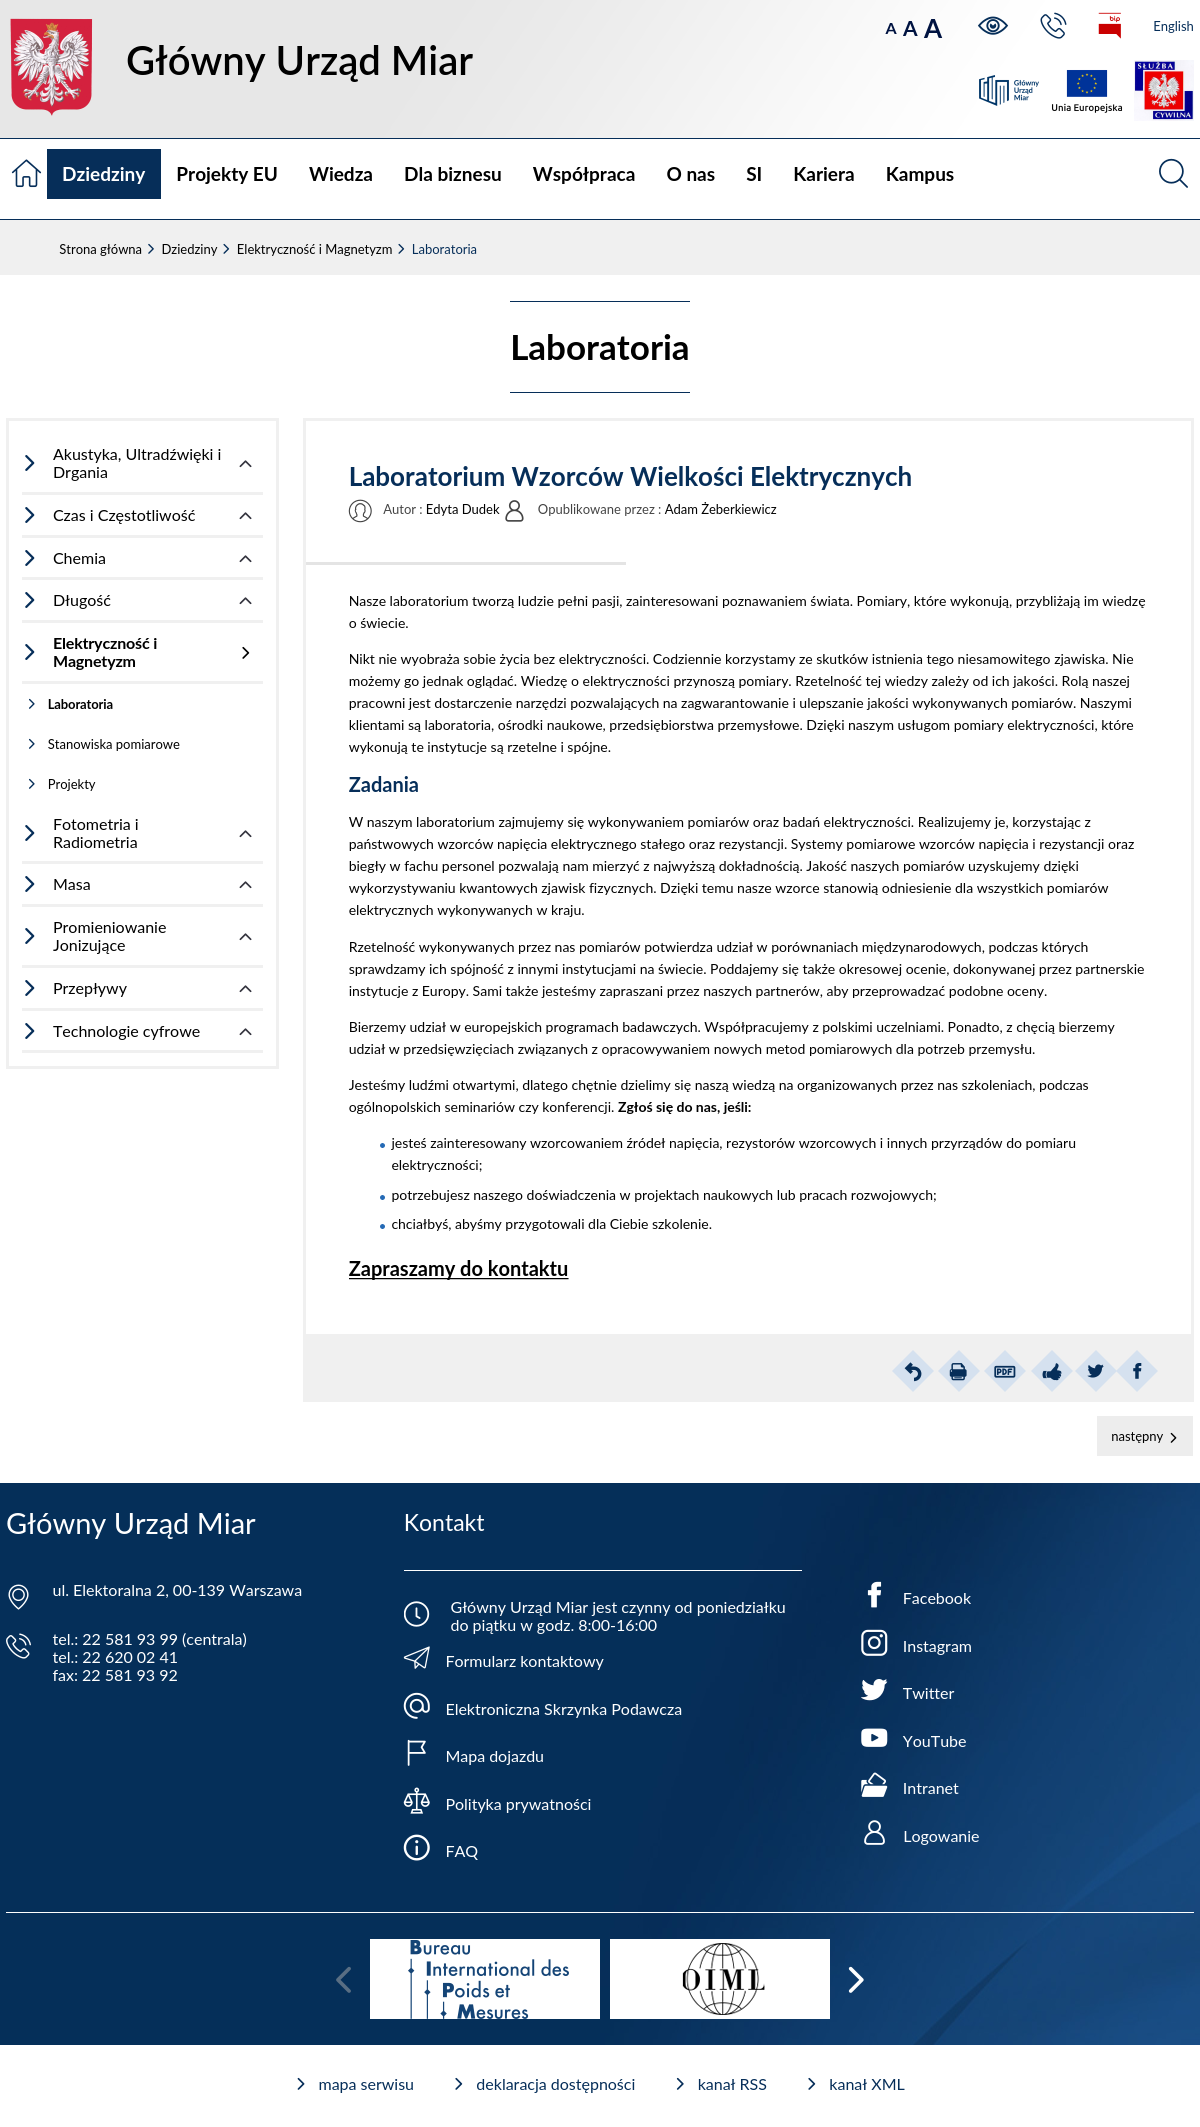 Główny Urząd Miar
A A A
bip
English
Główny
Urząd
Miar
Unia Europejska
SŁUŻBA
CYWILNA
Dziedziny Projekty EU Wiedza Dla biznesu Współpraca O nas SI Kariera Kampus
Strona główna Dziedziny Elektryczność i Magnetyzm Laboratoria
Laboratoria
Akustyka, Ultradźwięki i
Drgania
Czas i Częstotliwość
Chemia
Długość
Elektryczność i
Magnetyzm
Laboratoria
Stanowiska pomiarowe
Projekty
Fotometria i
Radiometria
Masa
Promieniowanie
Jonizujące
Przepływy
Technologie cyfrowe
Laboratorium Wzorców Wielkości Elektrycznych
Autor : Edyta Dudek Opublikowane przez : Adam Żeberkiewicz
Nasze laboratorium tworzą ludzie pełni pasji, zainteresowani poznawaniem świata. Pomiary, które wykonują, przybliżają im wiedzę
o świecie.
Nikt nie wyobraża sobie życia bez elektryczności. Codziennie korzystamy ze skutków istnienia tego niesamowitego zjawiska. Nie
możemy go jednak oglądać. Wiedzę o elektryczności przynoszą pomiary. Rzetelność tej wiedzy zależy od ich jakości. Rolą naszej
pracowni jest dostarczenie narzędzi pozwalających na zagwarantowanie i ulepszanie jakości wykonywanych pomiarów. Naszymi
klientami są laboratoria, ośrodki naukowe, przedsiębiorstwa przemysłowe. Dzięki naszym usługom pomiary elektryczności, które
wykonują te instytucje są rzetelne i spójne.
Zadania
W naszym laboratorium zajmujemy się wykonywaniem pomiarów oraz badań elektryczności. Realizujemy je, korzystając z
państwowych wzorców napięcia elektrycznego stałego oraz rezystancji. Systemy pomiarowe wzorców napięcia i rezystancji oraz
biegły w fachu personel pozwalają nam mierzyć z najwyższą dokładnością. Jakość naszych pomiarów uzyskujemy dzięki
wykorzystywaniu kwantowych zjawisk fizycznych. Dzięki temu nasze wzorce stanowią odniesienie dla wszystkich pomiarów
elektrycznych wykonywanych w kraju.
Rzetelność wykonywanych przez nas pomiarów potwierdza udział w porównaniach międzynarodowych, podczas których
sprawdzamy ich spójność z innymi instytucjami na świecie. Poddajemy się także okresowej ocenie, dokonywanej przez partnerskie
instytucje z Europy. Sami także jesteśmy zapraszani przez naszych partnerów, aby przeprowadzać podobne oceny.
Bierzemy udział w europejskich programach badawczych. Współpracujemy z polskimi uczelniami. Ponadto, z chęcią bierzemy
udział w przedsięwzięciach związanych z opracowywaniem nowych metod pomiarowych dla potrzeb przemysłu.
Jesteśmy ludźmi otwartymi, dlatego chętnie dzielimy się naszą wiedzą na organizowanych przez nas szkoleniach, podczas
ogólnopolskich seminariów czy konferencji. Zgłoś się do nas, jeśli:
jesteś zainteresowany wzorcowaniem źródeł napięcia, rezystorów wzorcowych i innych przyrządów do pomiaru
elektryczności;
potrzebujesz naszego doświadczenia w projektach naukowych lub pracach rozwojowych;
chciałbyś, abyśmy przygotowali dla Ciebie szkolenie.
Zapraszamy do kontaktu
PDF
następny
Główny Urząd Miar
ul. Elektoralna 2, 00-139 Warszawa
tel.: 22 581 93 99 (centrala)
tel.: 22 620 02 41
fax: 22 581 93 92
Kontakt
Główny Urząd Miar jest czynny od poniedziałku
do piątku w godz. 8:00-16:00
Formularz kontaktowy
Elektroniczna Skrzynka Podawcza
Mapa dojazdu
Polityka prywatności
FAQ
Facebook
Instagram
Twitter
YouTube
Intranet
Logowanie
Bureau
International des
Poids et
Mesures
OIML
mapa serwisu deklaracja dostępności kanał RSS kanał XML